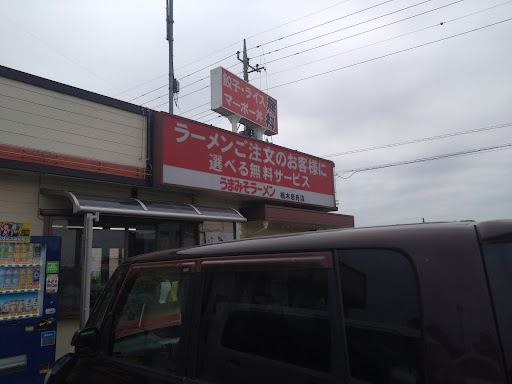 餃子・ライス
マーボー丼
ラーメンご注文のお客様に
選べる無料サービス
うまみそラーメン